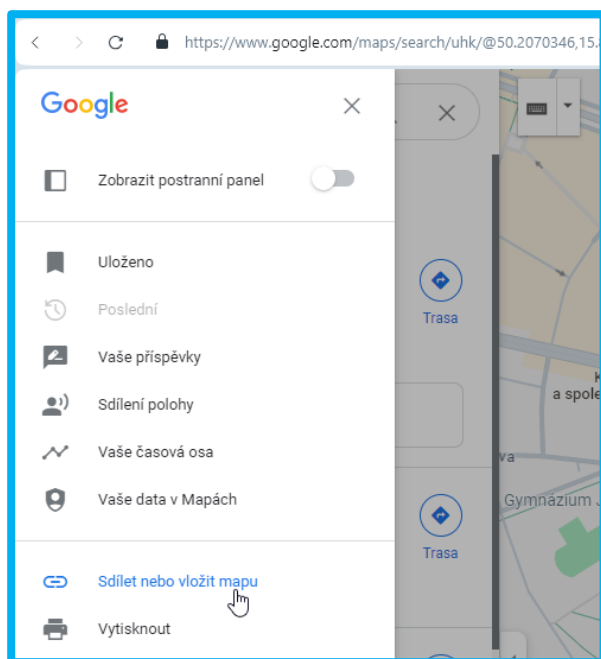 https://www.google.com/maps/search/uhk/@50.2070346,15.
Google
Zobrazit postranní panel
Uloženo
Poslední
Trasa
Vaše příspěvky
Sdílení polohy
a spole
Vaše časová osa
va
Vaše data v Mapách
Gymnázium
Trasa
Sdílet nebo vložit mapu
Vytisknout